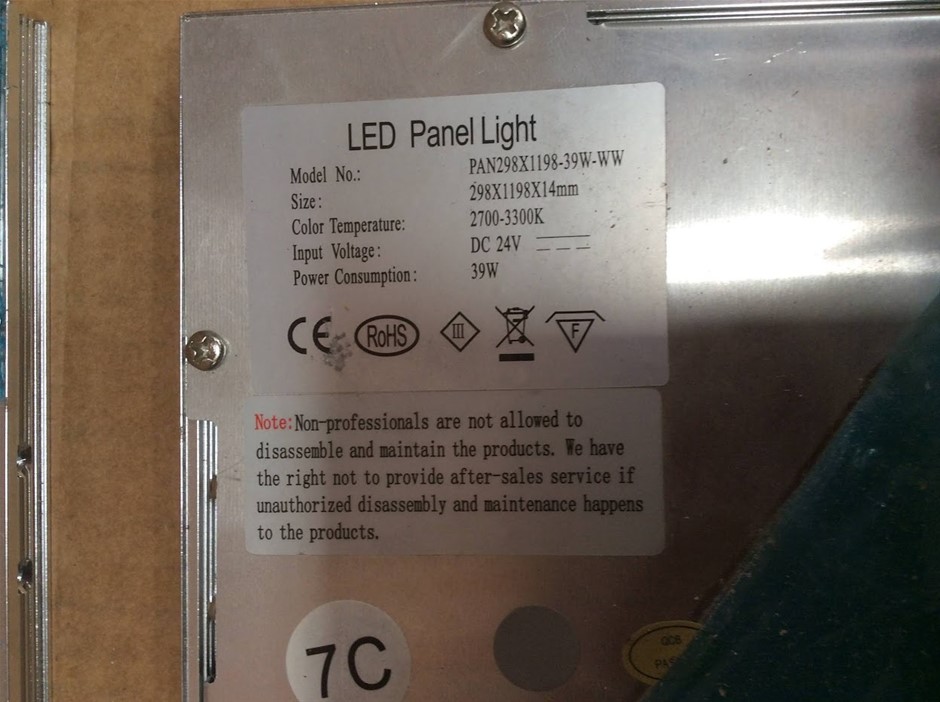 LED Panel Light
Model No.: PAN298X1198-39W-WW
Size: 298X1198X14mm
Color Temperature: 2700-3300K
Input Voltage: DC 24V
Power Consumption: 39W
CE RoHS III F
Note:Non-professionals are not allowed to
disassemble and maintain the products. We have
the right not to provide after-sales service if
unauthorized disassembly and maintenance happens
to the products.
7C